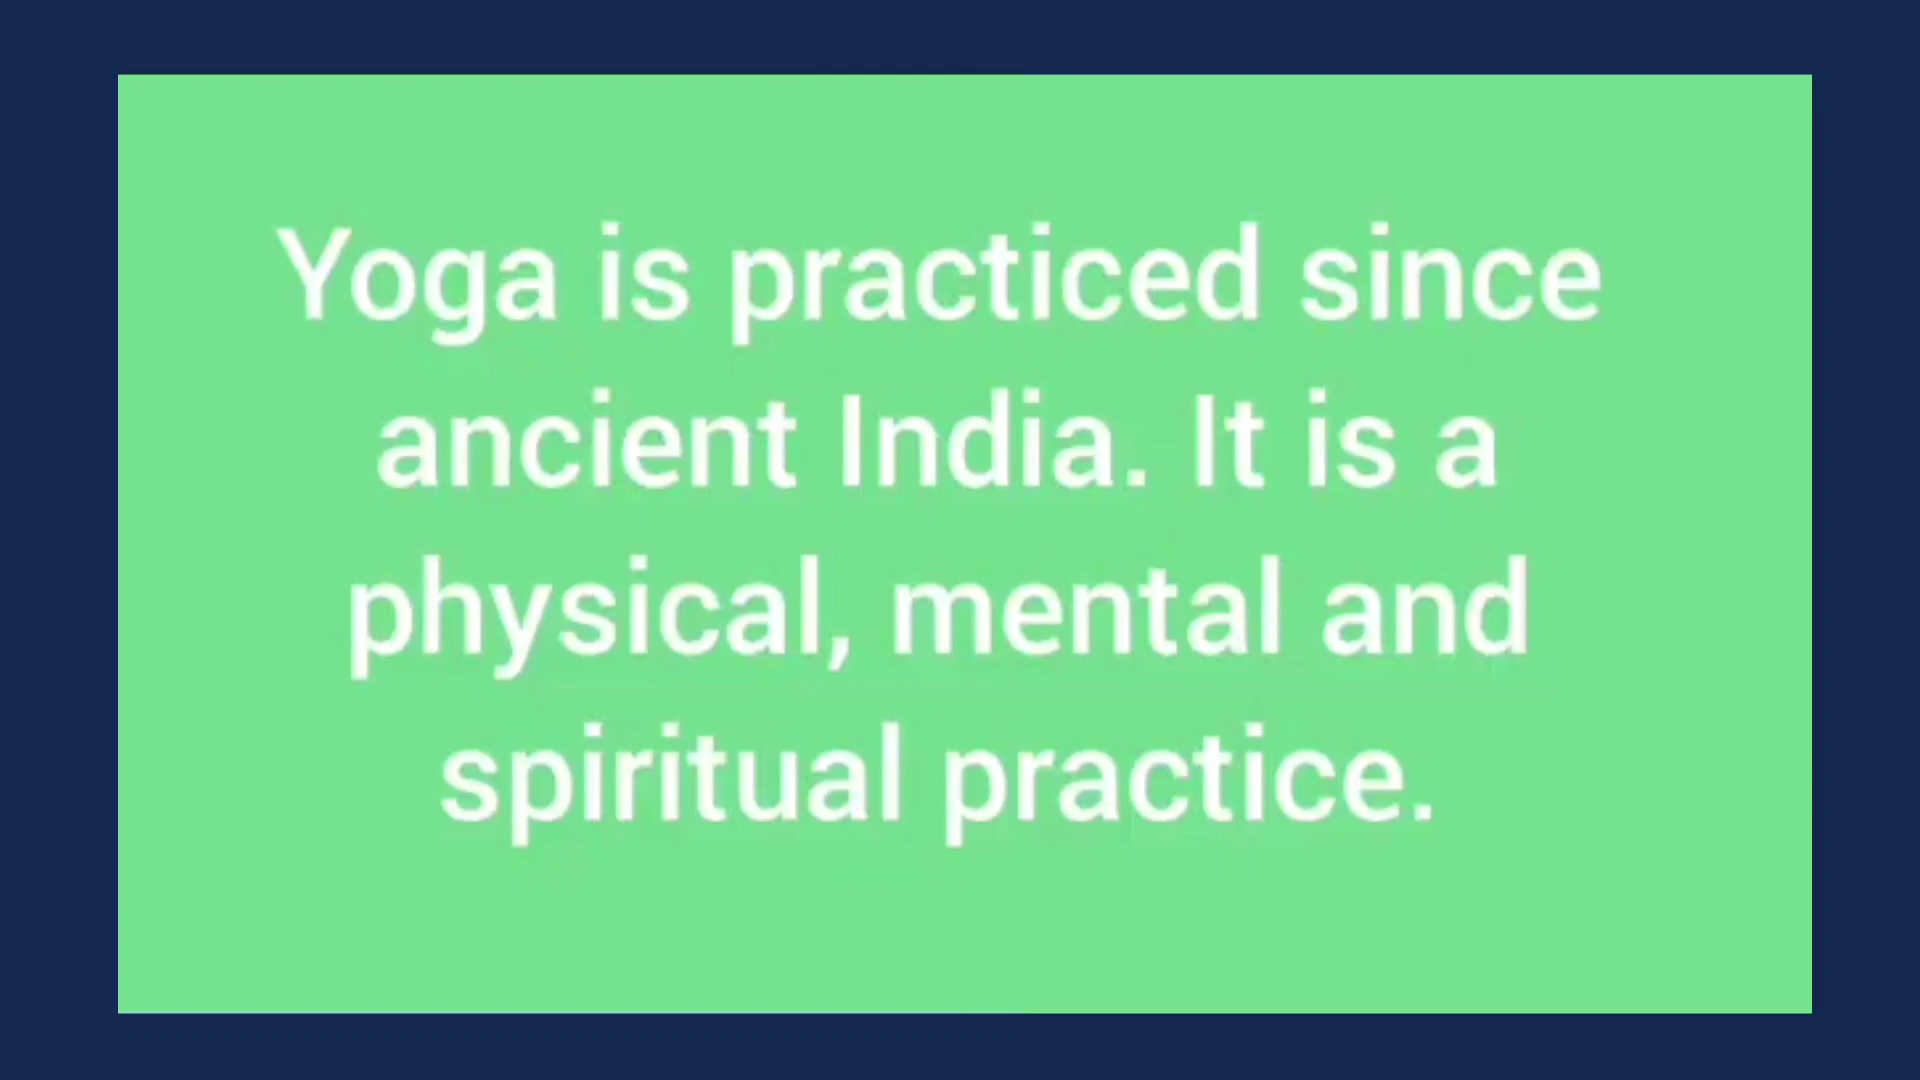 Yoga is practiced since
ancient India. It is a
physical, mental and
spiritual practice.